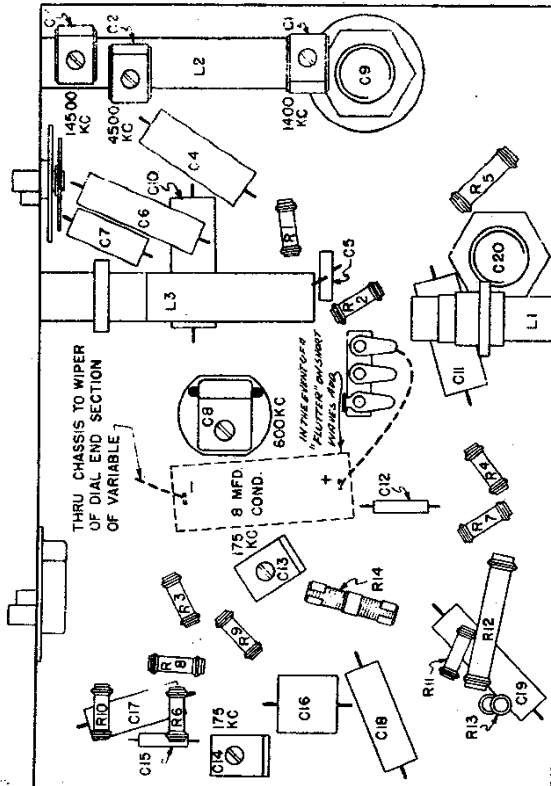 C
C2
C1
14500
KC
4500
KC
L2
1400
KC
C9
C4
C10
C6
C7
R1
R5
C5
C20
L3
R2
L1
C11
THRU CHASSIS TO WIPER
OF DIAL END SECTION
OF VARIABLE
C8
600KC
IN THE EVENT OF A
"FLUTTER" ON SHORT
WAVES ADD
-
8 MFD.
COND.
+
C12
R4
R7
175
KC
C13
R14
R3
R9
R8
R12
R11
C19
R13
R10
C17
R6
C15
C16
C18
175
KC
C14